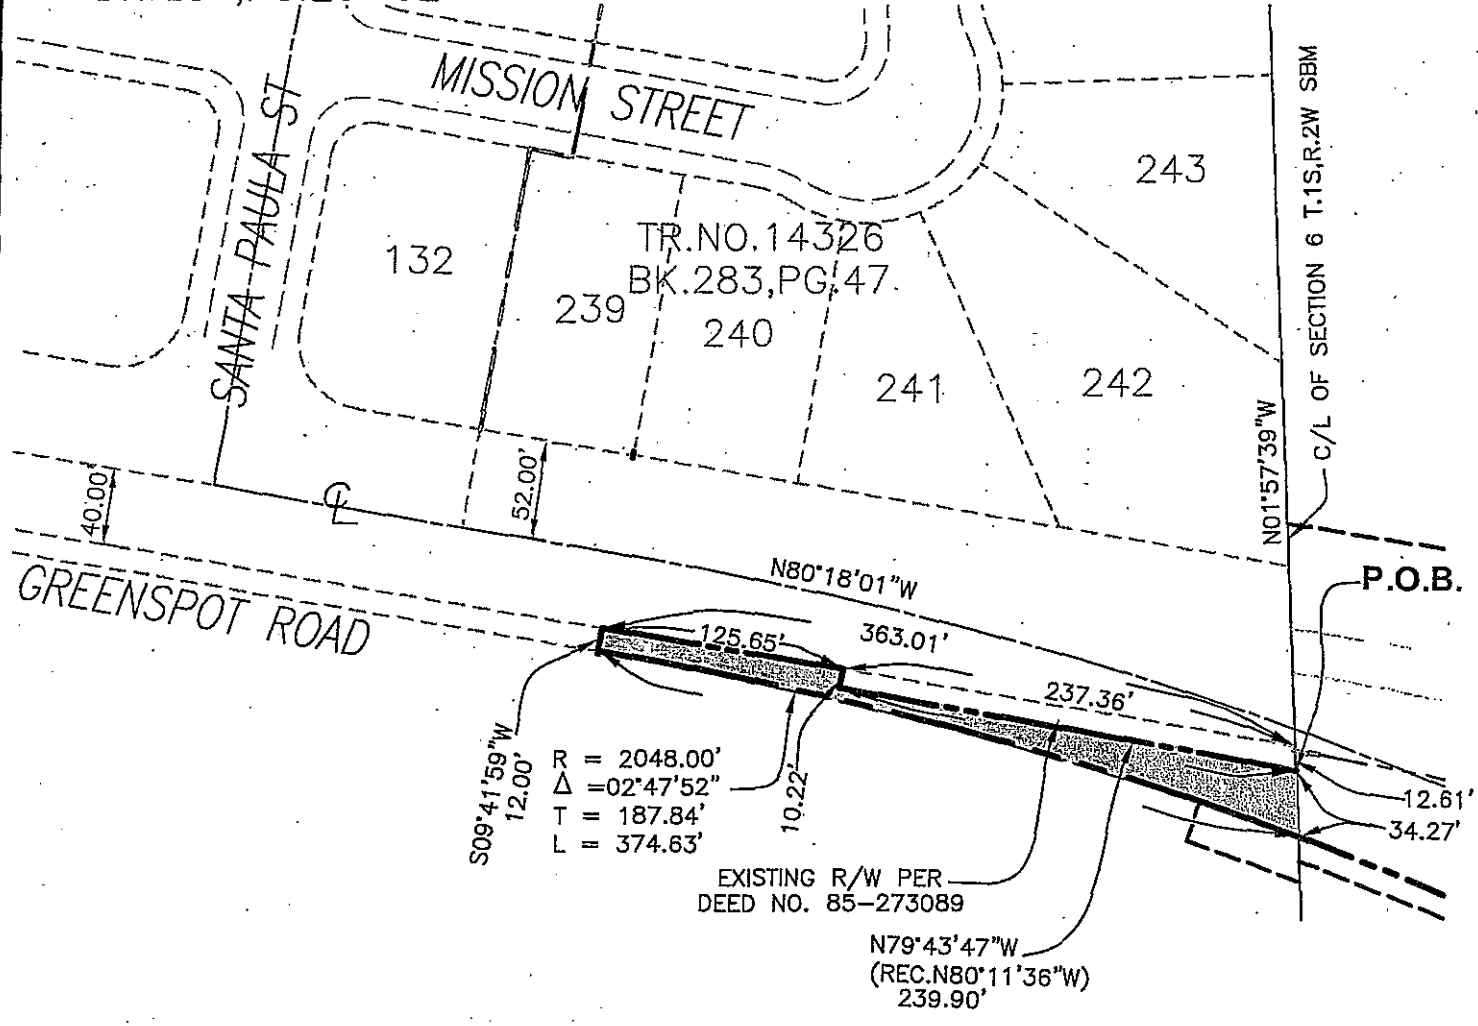 MISSION STREET
SANTA PAULA ST
132
239
TR.NO.14326
BK.283,PG.47
240
241
242
243
C/L OF SECTION 6 T.1S,R.2W SBM
N01°57'39"W
40.00'
52.00'
GREENSPOT ROAD
N80°18'01"W
P.O.B.
125.65'
363.01'
237.36'
S09°41'59"W
12.00'
R = 2048.00'
Δ =02°47'52"
T = 187.84'
L = 374.63'
10.22'
12.61'
34.27'
EXISTING R/W PER
DEED NO. 85-273089
N79°43'47"W
(REC.N80°11'36"W)
239.90'